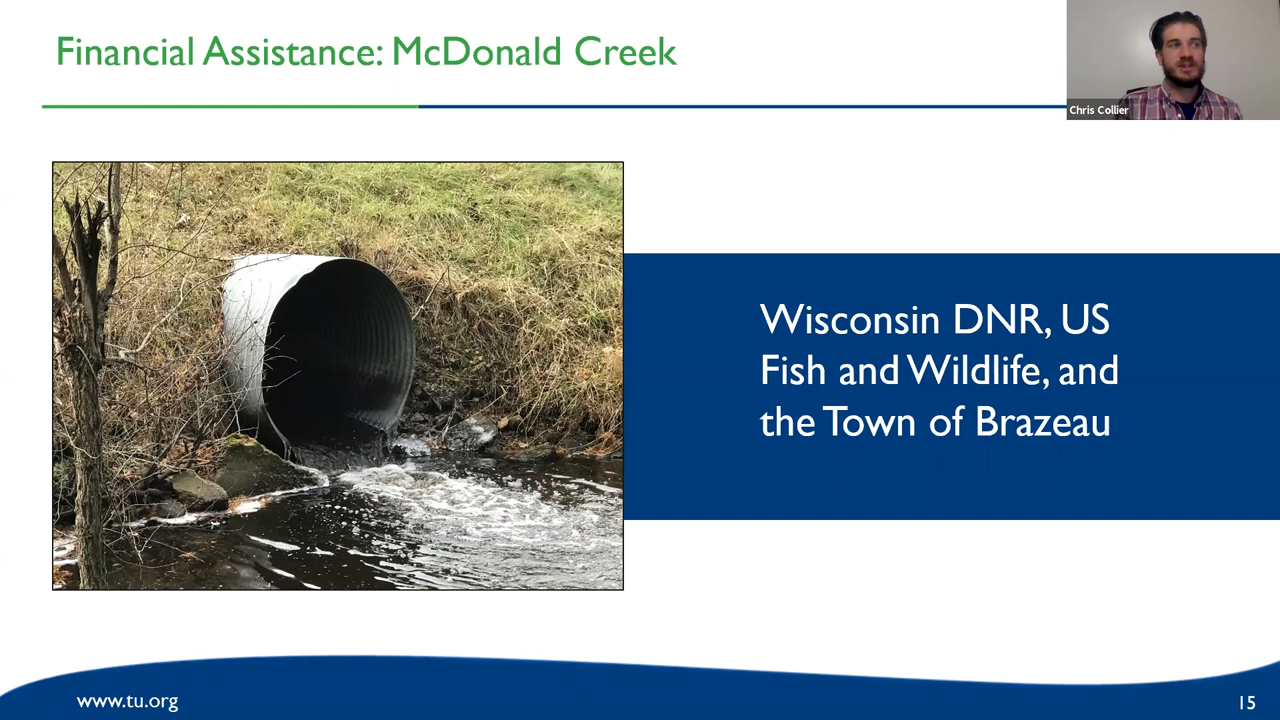 Financial Assistance: McDonald Creek
Chris Collier
Wisconsin DNR, US
Fish and Wildlife, and
the Town of Brazeau
www.tu.org
15